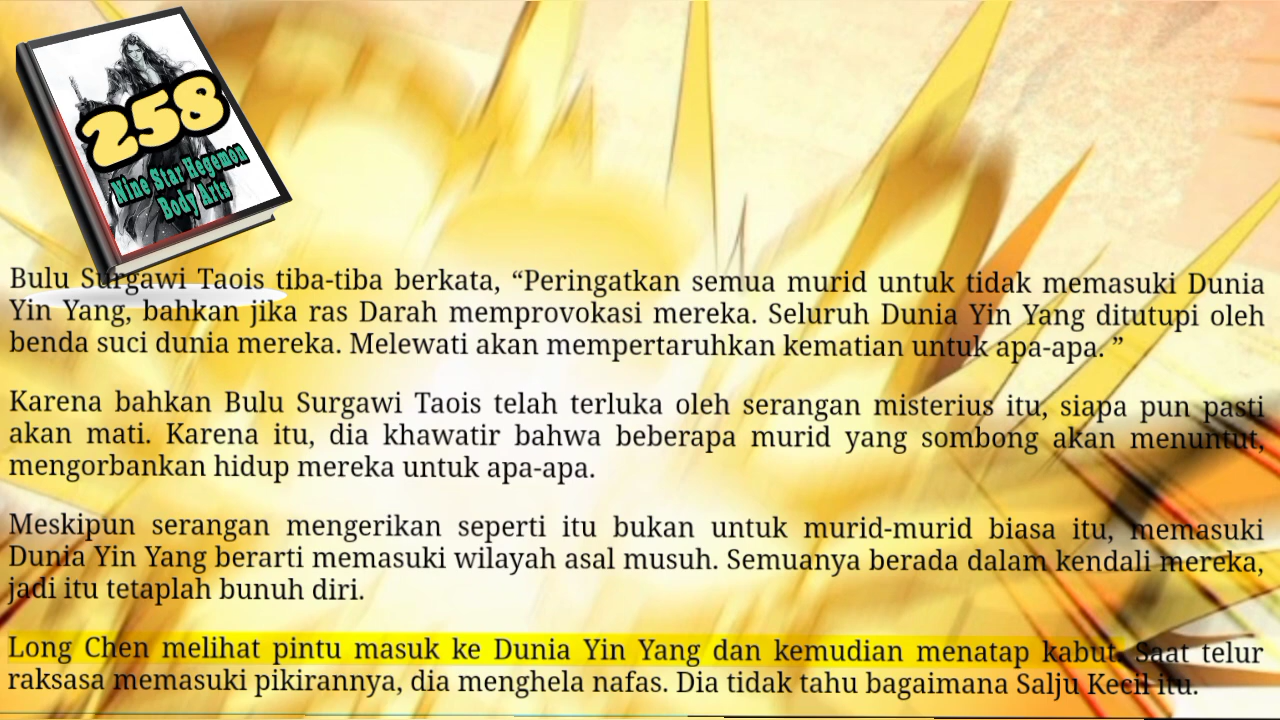 258
Nine Star Hegemon
Body Arts
Bulu Surgawi Taois tiba-tiba berkata, “Peringatkan semua murid untuk tidak memasuki Dunia
Yin Yang, bahkan jika ras Darah memprovokasi mereka. Seluruh Dunia Yin Yang ditutupi oleh
benda suci dunia mereka. Melewati akan mempertaruhkan kematian untuk apa-apa. ”
Karena bahkan Bulu Surgawi Taois telah terluka oleh serangan misterius itu, siapa pun pasti
akan mati. Karena itu, dia khawatir bahwa beberapa murid yang sombong akan menuntut,
mengorbankan hidup mereka untuk apa-apa.
Meskipun serangan mengerikan seperti itu bukan untuk murid-murid biasa itu, memasuki
Dunia Yin Yang berarti memasuki wilayah asal musuh. Semuanya berada dalam kendali mereka,
jadi itu tetaplah bunuh diri.
Long Chen melihat pintu masuk ke Dunia Yin Yang dan kemudian menatap kabut. Saat telur
raksasa memasuki pikirannya, dia menghela nafas. Dia tidak tahu bagaimana Salju Kecil itu.